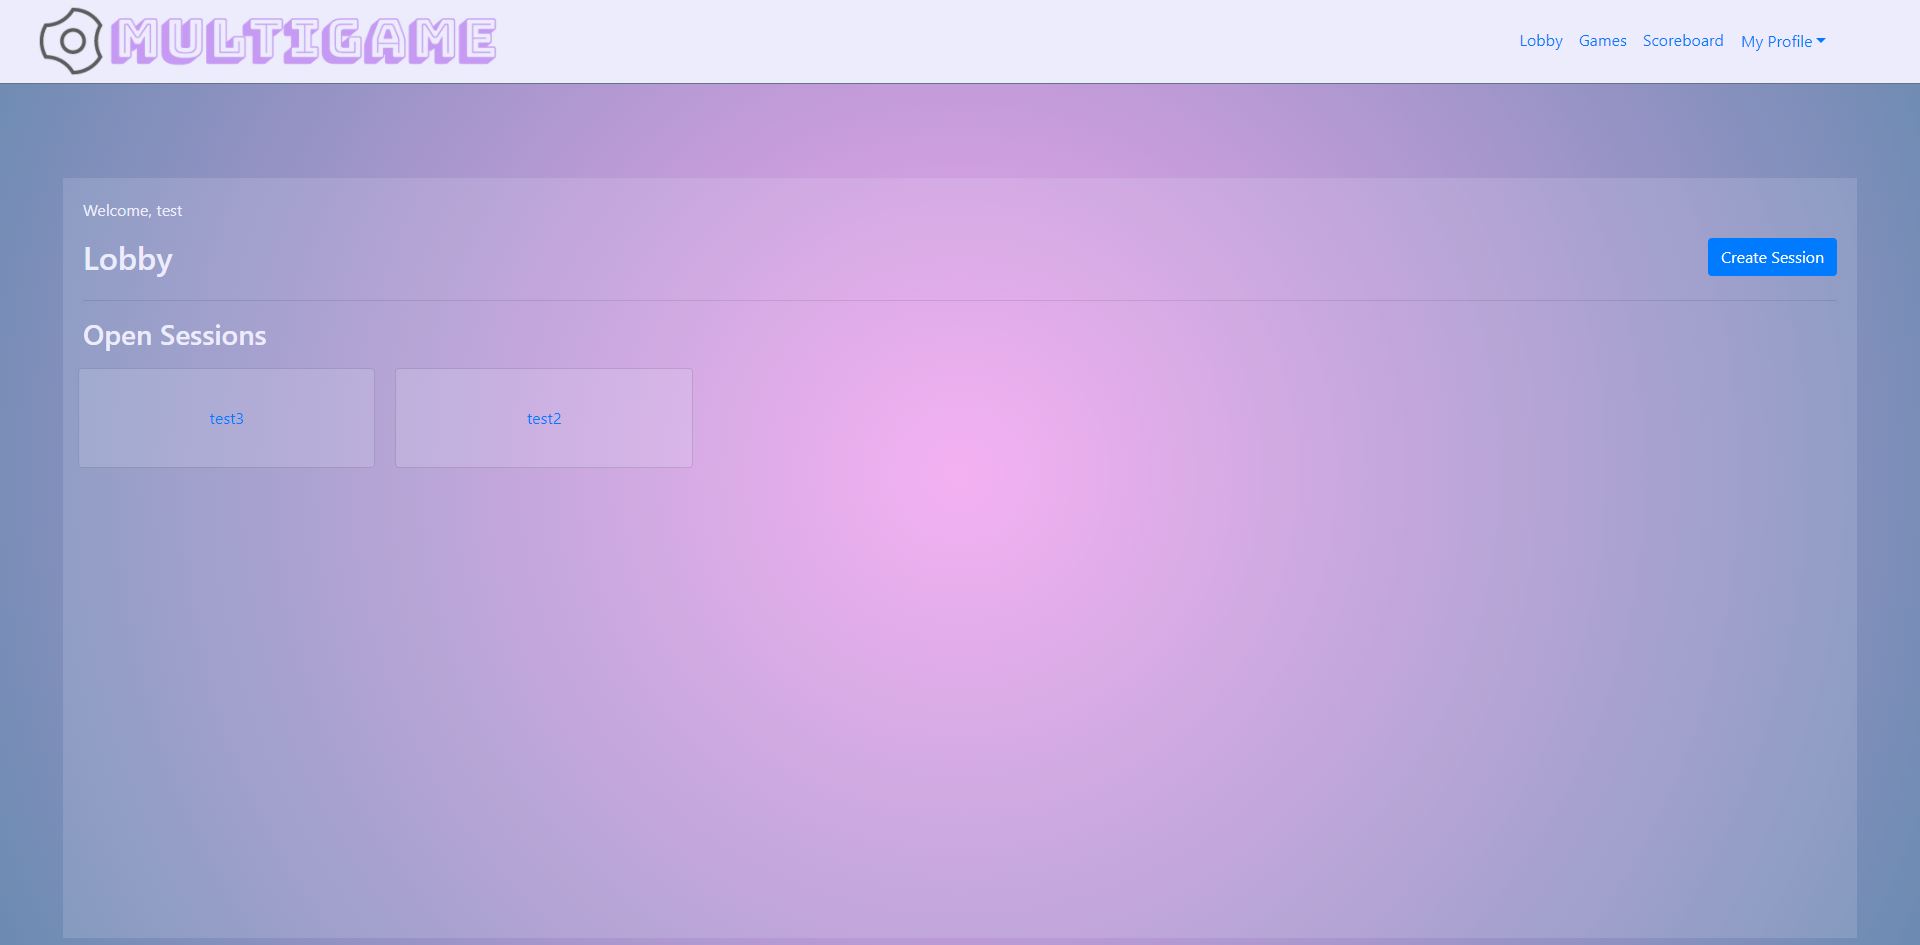 MULTIGAME
Lobby Games Scoreboard My Profile
Welcome, test
Lobby
Create Session
Open Sessions
test3
test2